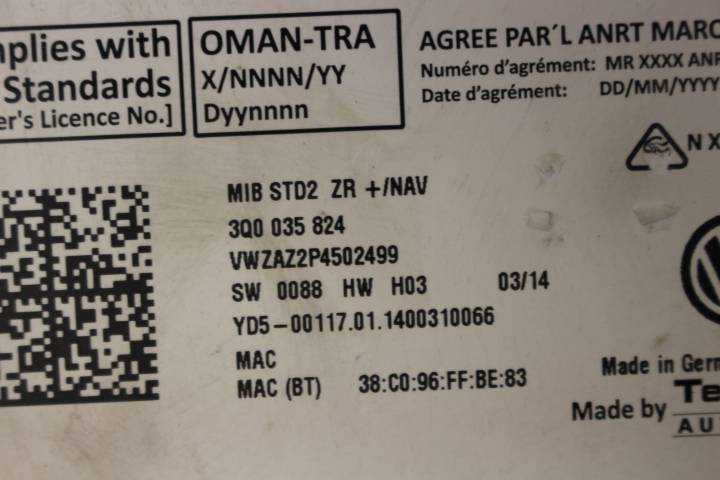 mplies with
Standards
er's Licence No.]
OMAN-TRA
X/NNNN/YY
Dyynnnn
AGREE PAR´L ANRT MARO
Numéro d'agrément: MR XXXX ANR
Date d'agrément: DD/MM/YYYY
N X
MIB STD2 ZR +/NAV
3Q0 035 824
VWZAZ2P4502499
SW 0088 HW H03 03/14
YD5-00117.01.1400310066
MAC
MAC (BT) 38:C0:96:FF:BE:83
Made in Germ
Made by Te
AU